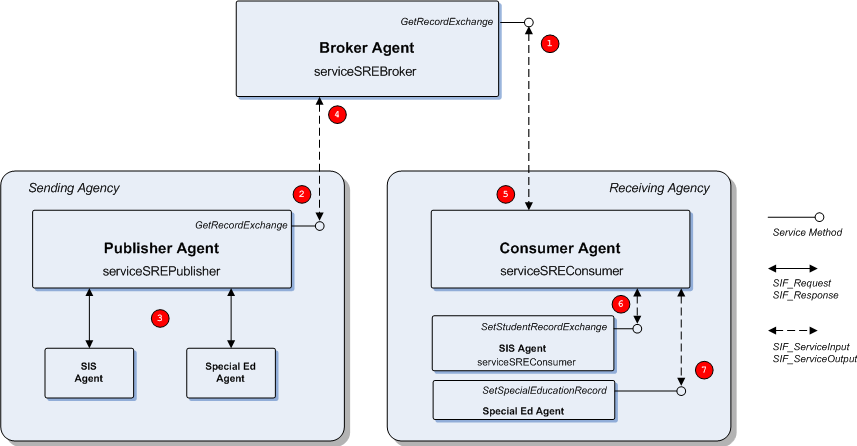 GetRecordExchange
1
Broker Agent
serviceSREBroker
4
Sending Agency
2
GetRecordExchange
Publisher Agent
serviceSREPublisher
3
SIS
Agent
Special Ed
Agent
5
Receiving Agency
Consumer Agent
serviceSREConsumer
6
SetStudentRecordExchange
SIS Agent
serviceSREConsumer
7
SetSpecialEducationRecord
Special Ed Agent
Service Method
SIF_Request
SIF_Response
SIF_ServiceInput
SIF_ServiceOutput